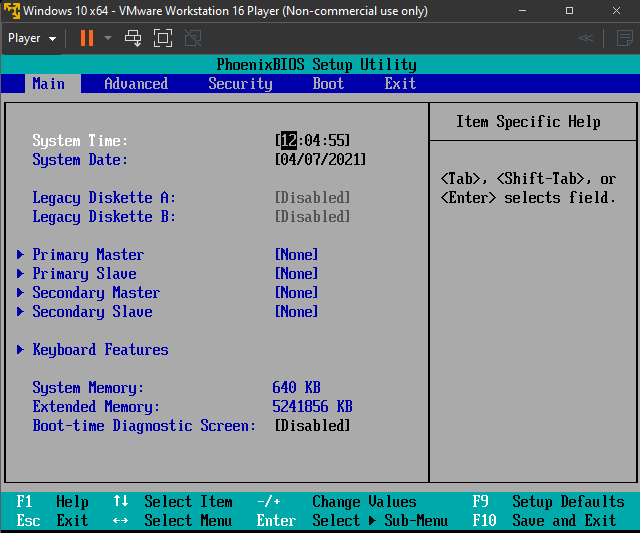 Windows 10 x64 - VMware Workstation 16 Player (Non-commercial use only)
Player
PhoenixBIOS Setup Utility
Main Advanced Security Boot Exit
Item Specific Help
System Time: [12:04:55]
System Date: [04/07/2021]
<Tab>, <Shift-Tab>, or
<Enter> selects field.
Legacy Diskette A: [Disabled]
Legacy Diskette B: [Disabled]
Primary Master [None]
Primary Slave [None]
Secondary Master [None]
Secondary Slave [None]
Keyboard Features
System Memory: 640 KB
Extended Memory: 5241856 KB
Boot-time Diagnostic Screen: [Disabled]
F1 Help ↑↓ Select Item -/+ Change Values F9 Setup Defaults
Esc Exit ↔ Select Menu Enter Select ▶ Sub-Menu F10 Save and Exit